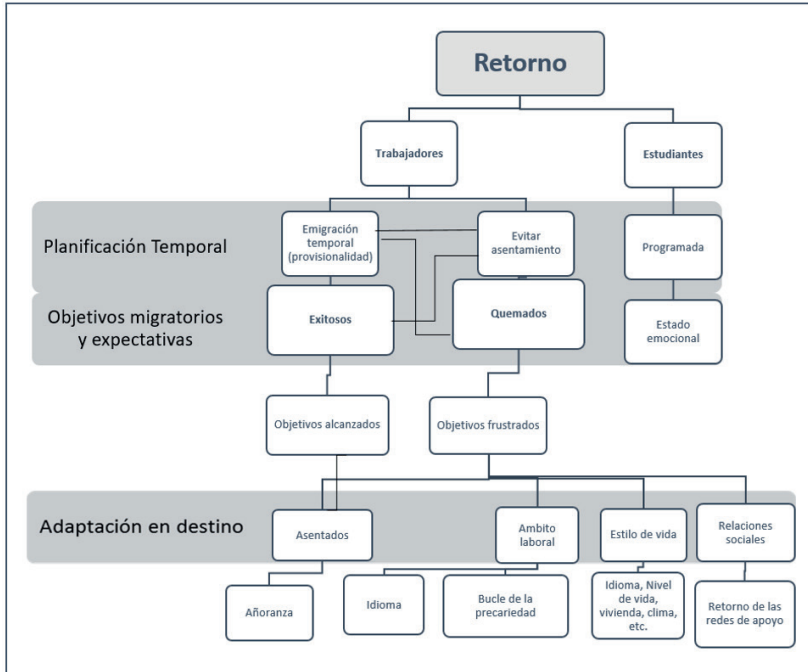 Retorno
Trabajadores
Estudiantes
Planificación Temporal
Emigración
temporal
(provisionalidad)
Evitar
asentamiento
Programada
Objetivos migratorios
y expectativas
Exitosos
Quemados
Estado
emocional
Objetivos alcanzados
Objetivos frustrados
Adaptación en destino
Asentados
Ambito
laboral
Estilo de vida
Relaciones
sociales
Añoranza
Idioma
Bucle de la
precariedad
Idioma, Nivel
de vida,
vivienda, clima,
etc.
Retorno de las
redes de apoyo